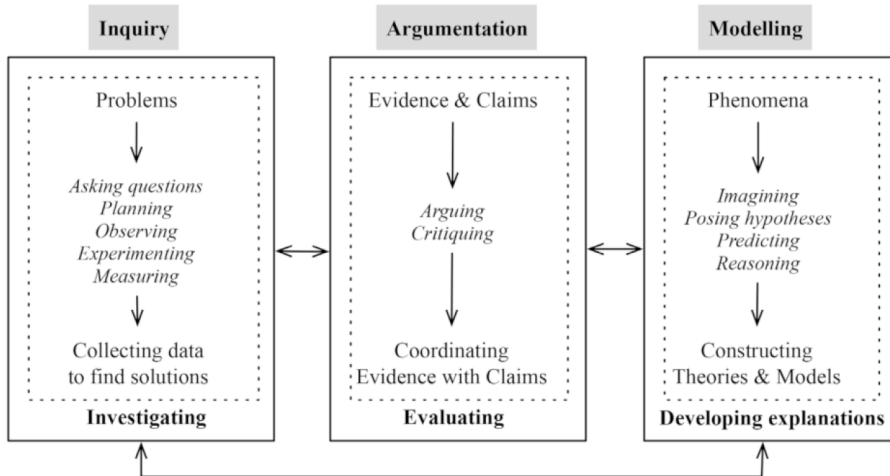 Inquiry
Problems
Asking questions
Planning
Observing
Experimenting
Measuring
Collecting data
to find solutions
Investigating
Argumentation
Evidence & Claims
Arguing
Critiquing
Coordinating
Evidence with Claims
Evaluating
Modelling
Phenomena
Imagining
Posing hypotheses
Predicting
Reasoning
Constructing
Theories & Models
Developing explanations